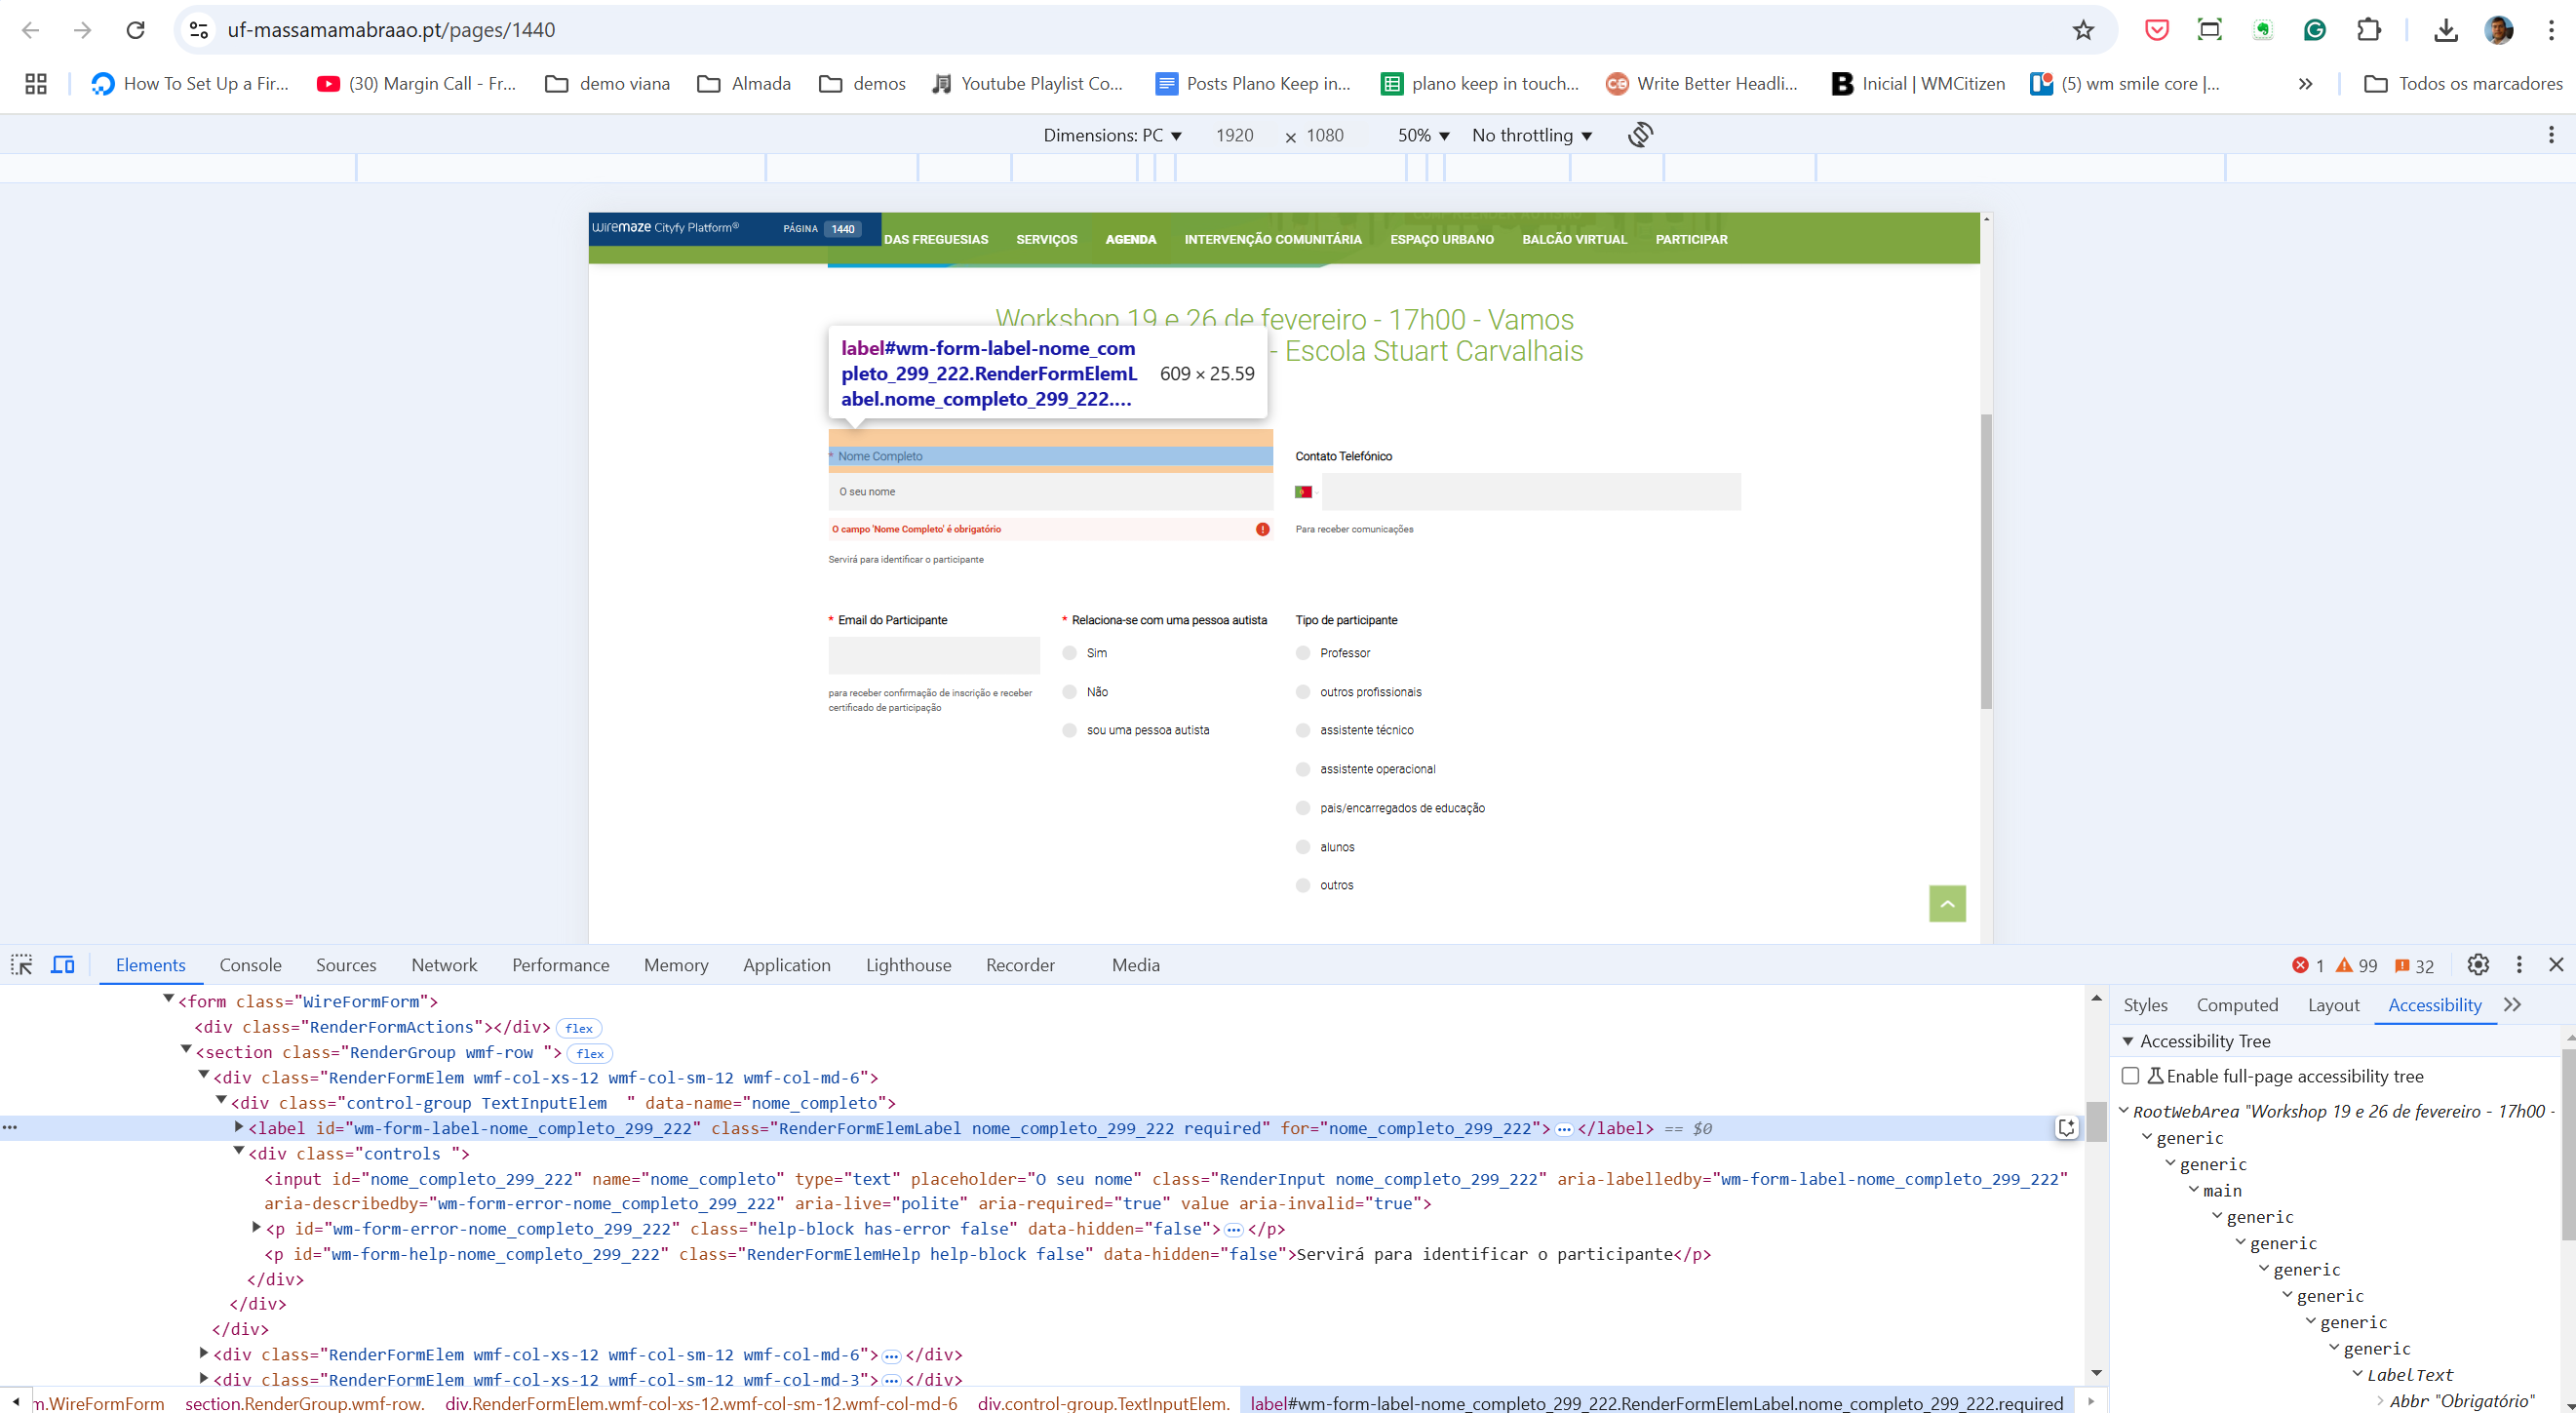 uf-massamamabraao.pt/pages/1440
How To Set Up a Fir... (30) Margin Call - Fr... demo viana Almada demos Youtube Playlist Co... Posts Plano Keep in... plano keep in touch... Write Better Headli... Inicial | WMCitizen (5) wm smile core |... » Todos os marcadores
Dimensions: PC 1920 × 1080 50% No throttling
wiremaze Cityfy Platform® PÁGINA 1440 DAS FREGUESIAS SERVIÇOS AGENDA INTERVENÇÃO COMUNITÁRIA ESPAÇO URBANO BALCÃO VIRTUAL PARTICIPAR
Workshop 19 e 26 de fevereiro - 17h00 - Vamos
- Escola Stuart Carvalhais
label#wm-form-label-nome_com
pleto_299_222.RenderFormElemL
abel.nome_completo_299_222....
609 × 25.59
* Nome Completo
O seu nome
O campo 'Nome Completo' é obrigatório
Servirá para identificar o participante
Contato Telefónico
Para receber comunicações
* Email do Participante
para receber confirmação de inscrição e receber
certificado de participação
* Relaciona-se com uma pessoa autista
Sim
Não
sou uma pessoa autista
Tipo de participante
Professor
outros profissionais
assistente técnico
assistente operacional
pais/encarregados de educação
alunos
outros
Elements Console Sources Network Performance Memory Application Lighthouse Recorder Media 1 99 32
<form class="WireFormForm">
<div class="RenderFormActions"></div> flex
<section class="RenderGroup wmf-row "> flex
<div class="RenderFormElem wmf-col-xs-12 wmf-col-sm-12 wmf-col-md-6">
<div class="control-group TextInputElem  " data-name="nome_completo">
... <label id="wm-form-label-nome_completo_299_222" class="RenderFormElemLabel nome_completo_299_222 required" for="nome_completo_299_222">...</label> == $0
<div class="controls ">
<input id="nome_completo_299_222" name="nome_completo" type="text" placeholder="O seu nome" class="RenderInput nome_completo_299_222" aria-labelledby="wm-form-label-nome_completo_299_222"
aria-describedby="wm-form-error-nome_completo_299_222" aria-live="polite" aria-required="true" value aria-invalid="true">
<p id="wm-form-error-nome_completo_299_222" class="help-block has-error false" data-hidden="false">...</p>
<p id="wm-form-help-nome_completo_299_222" class="RenderFormElemHelp help-block false" data-hidden="false">Servirá para identificar o participante</p>
</div>
</div>
</div>
<div class="RenderFormElem wmf-col-xs-12 wmf-col-sm-12 wmf-col-md-6">...</div>
<div class="RenderFormElem wmf-col-xs-12 wmf-col-sm-12 wmf-col-md-3">...</div>
m.WireFormForm section.RenderGroup.wmf-row. div.RenderFormElem.wmf-col-xs-12.wmf-col-sm-12.wmf-col-md-6 div.control-group.TextInputElem. label#wm-form-label-nome_completo_299_222.RenderFormElemLabel.nome_completo_299_222.required
Styles Computed Layout Accessibility
Accessibility Tree
Enable full-page accessibility tree
RootWebArea "Workshop 19 e 26 de fevereiro - 17h00 -
generic
generic
main
generic
generic
generic
generic
generic
generic
LabelText
Abbr "Obrigatório"